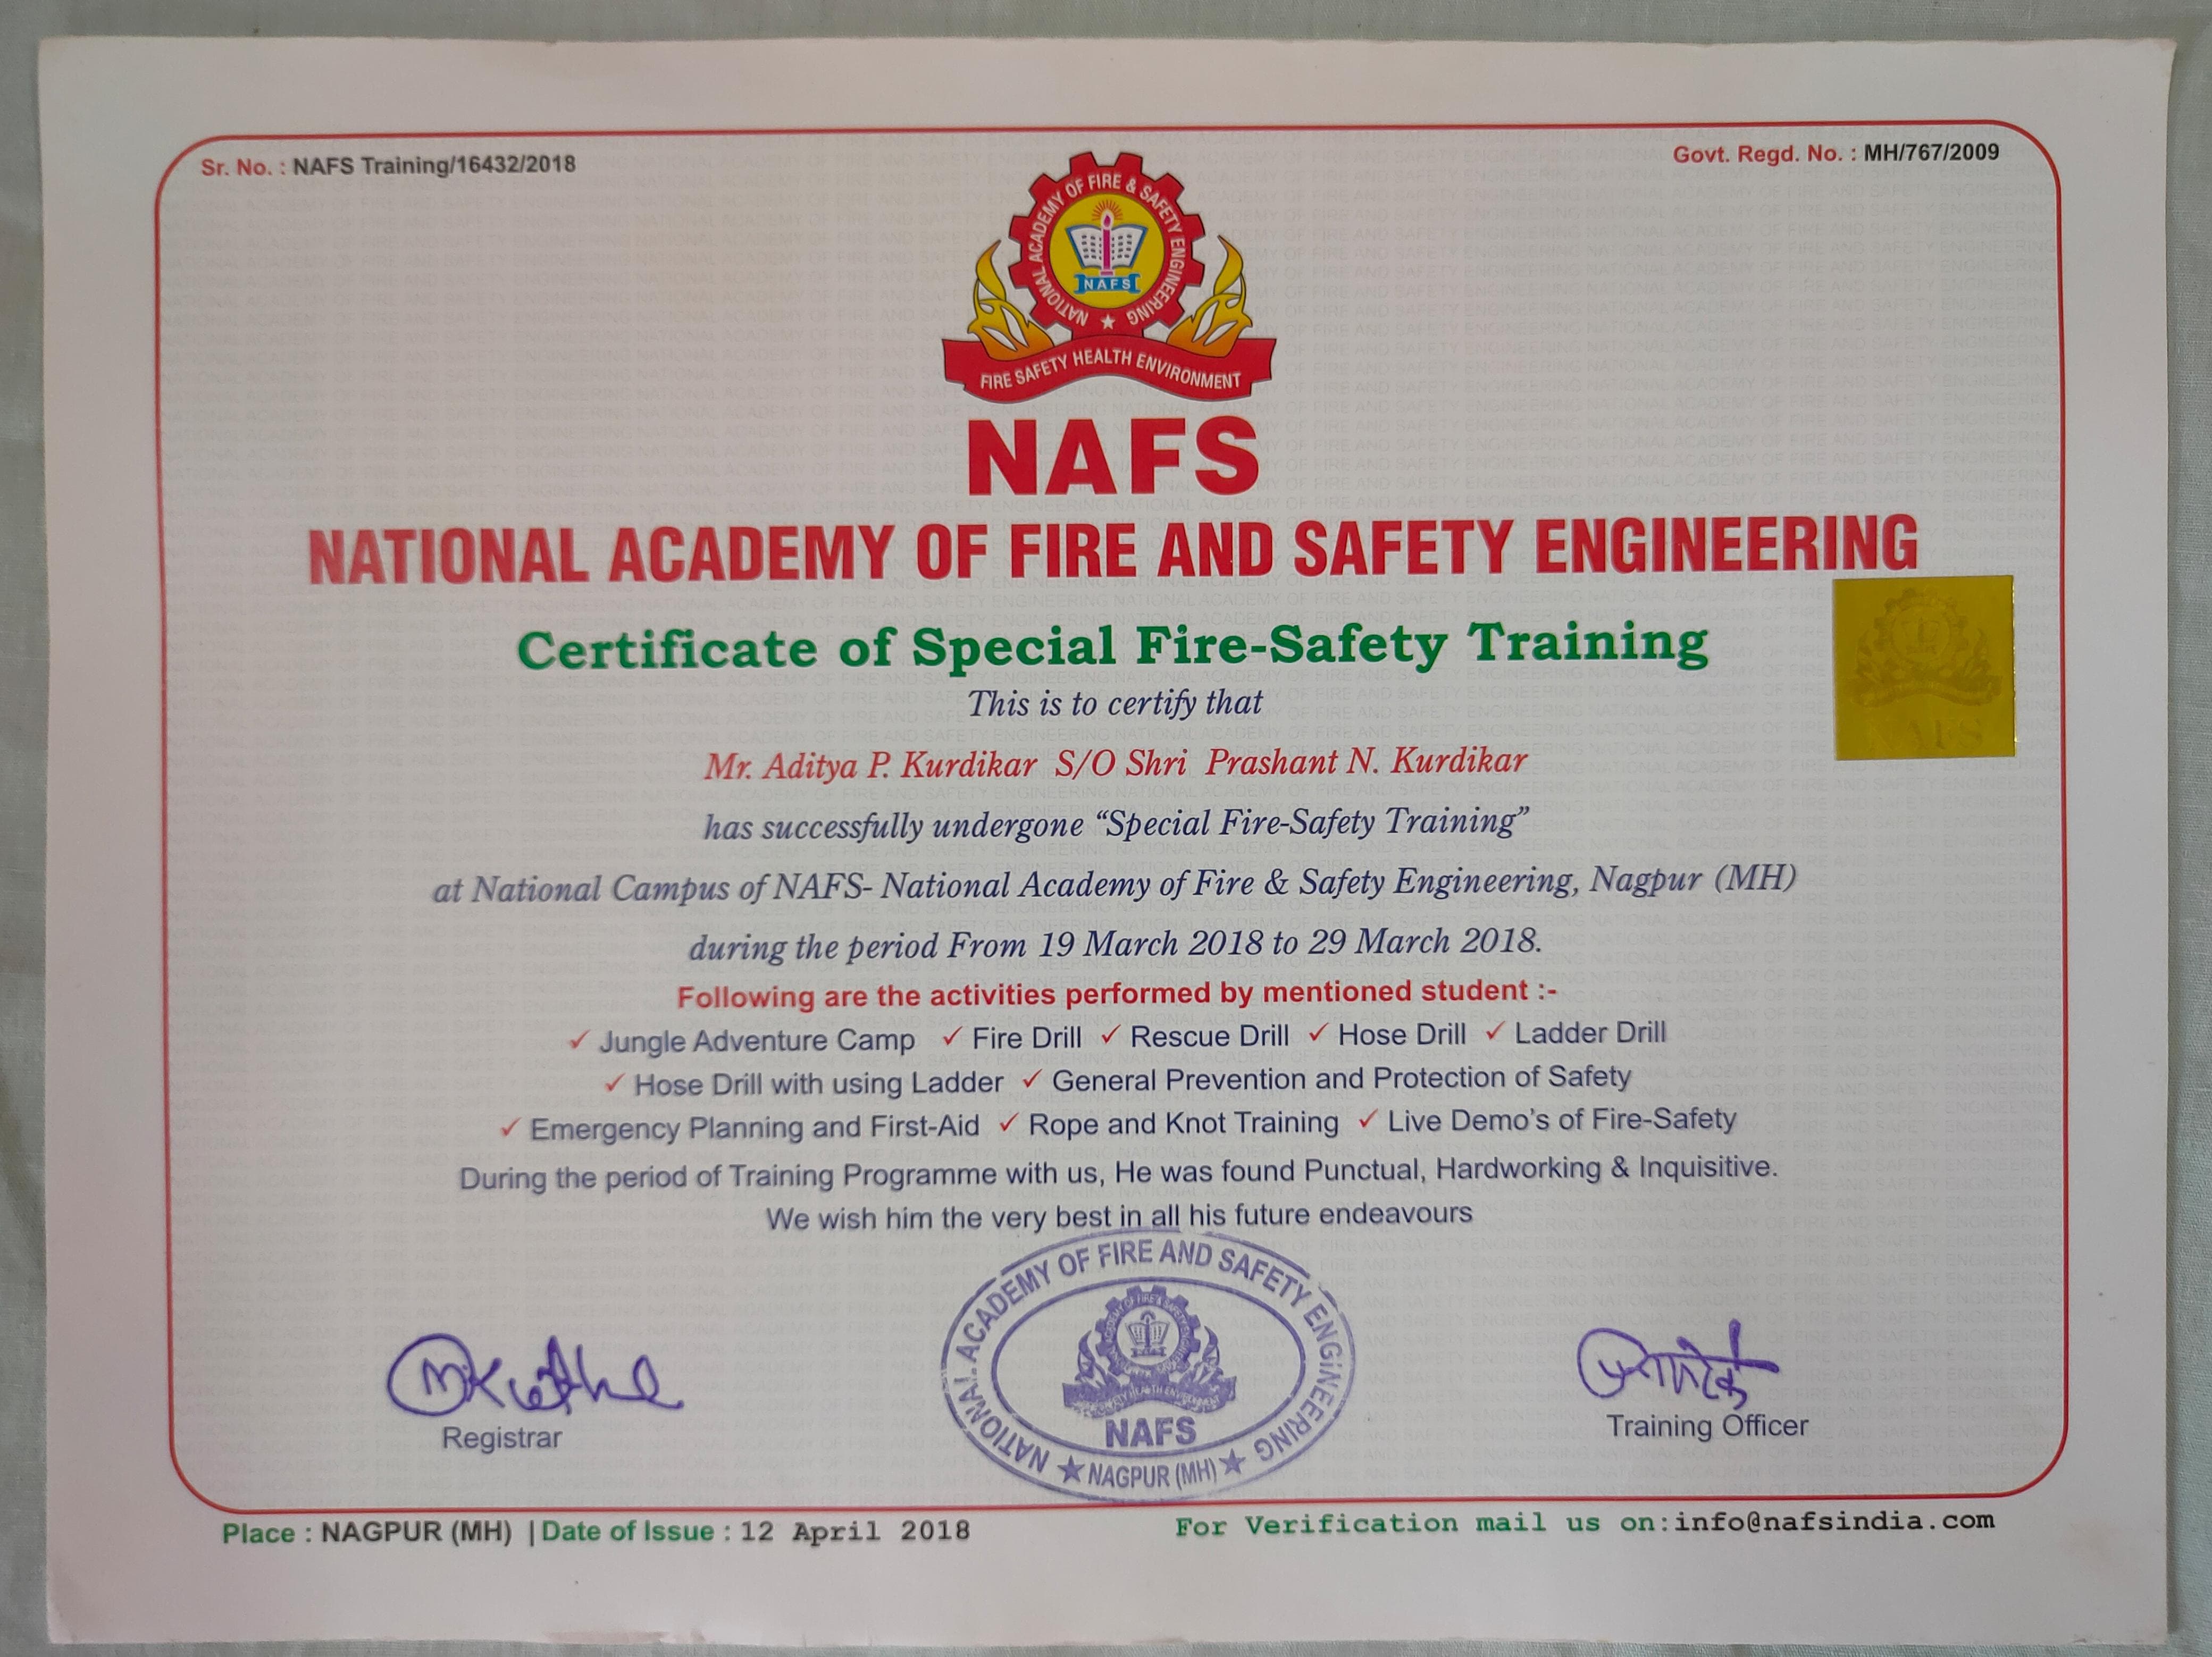 Sr. No. : NAFS Training/16432/2018
Govt. Regd. No. : MH/767/2009
NATIONAL ACADEMY OF FIRE & SAFETY ENGINEERING
NAFS
FIRE SAFETY HEALTH ENVIRONMENT
NAFS
NATIONAL ACADEMY OF FIRE AND SAFETY ENGINEERING
Certificate of Special Fire-Safety Training
This is to certify that
Mr. Aditya P. Kurdikar S/O Shri Prashant N. Kurdikar
has successfully undergone “Special Fire-Safety Training”
at National Campus of NAFS- National Academy of Fire & Safety Engineering, Nagpur (MH)
during the period From 19 March 2018 to 29 March 2018.
Following are the activities performed by mentioned student :-
✓ Jungle Adventure Camp ✓ Fire Drill ✓ Rescue Drill ✓ Hose Drill ✓ Ladder Drill
✓ Hose Drill with using Ladder ✓ General Prevention and Protection of Safety
✓ Emergency Planning and First-Aid ✓ Rope and Knot Training ✓ Live Demo’s of Fire-Safety
During the period of Training Programme with us, He was found Punctual, Hardworking & Inquisitive.
We wish him the very best in all his future endeavours
NATIONAL ACADEMY OF FIRE AND SAFETY ENGINEERING
NAFS
★ NAGPUR (MH) ★
Registrar
Training Officer
Place : NAGPUR (MH) | Date of Issue : 12 April 2018
For Verification mail us on:info@nafsindia.com